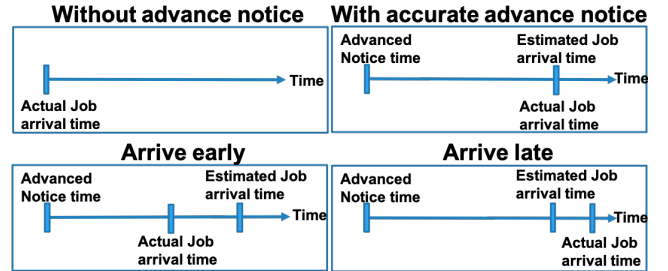 Without advance notice
Time
Actual Job
arrival time
With accurate advance notice
Advanced
Notice time
Estimated Job
arrival time
Time
Actual Job
arrival time
Arrive early
Advanced
Notice time
Estimated Job
arrival time
Time
Actual Job
arrival time
Arrive late
Advanced
Notice time
Estimated Job
arrival time
Time
Actual Job
arrival time